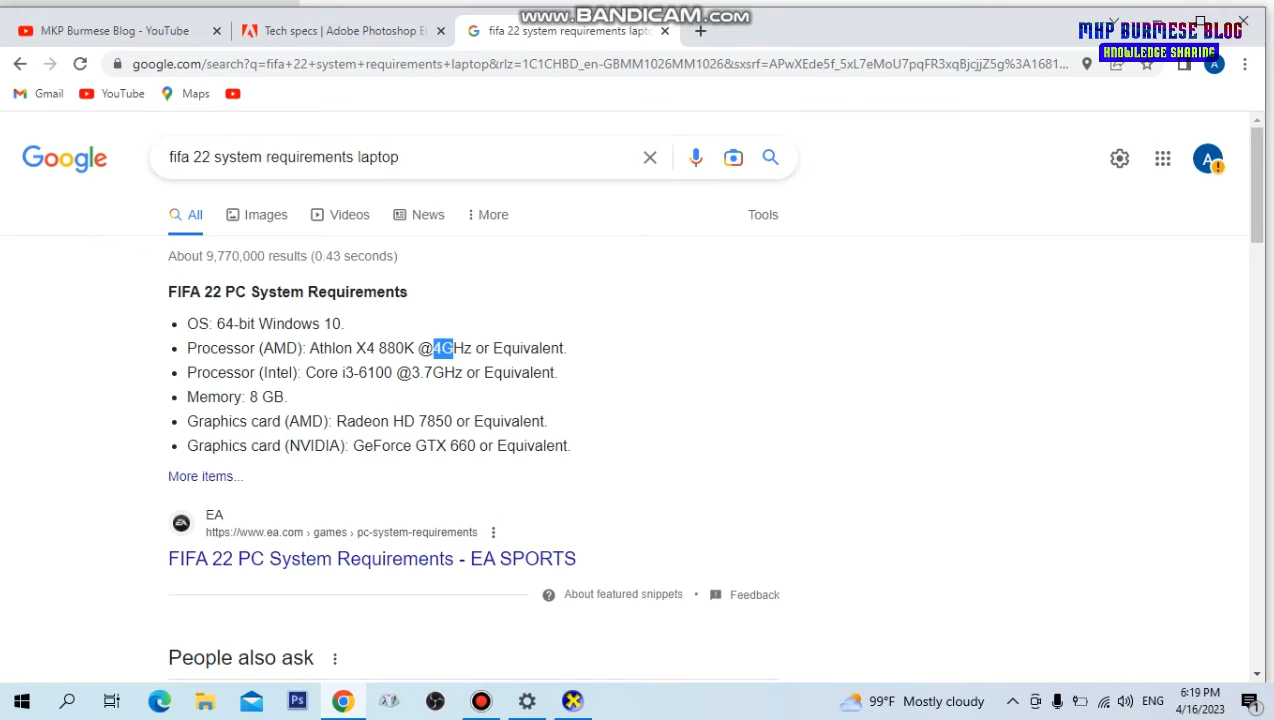 www.BANDICAM.com
MKP Burmese Blog - YouTube
Tech specs | Adobe Photoshop El
fifa 22 system requirements lapto
MKP BURMESE BLOG
KNOWLEDGE SHARING
google.com/search?q=fifa+22+system+requirements+laptop&rlz=1C1CHBD_en-GBMM1026MM1026&sxsrf=APwXEde5f_5xL7eMoU7pqFR3xqBjcjjZ5g%3A1681...
A
Gmail
YouTube
Maps
Google
fifa 22 system requirements laptop
A
All
Images
Videos
News
More
Tools
About 9,770,000 results (0.43 seconds)
FIFA 22 PC System Requirements
• OS: 64-bit Windows 10.
• Processor (AMD): Athlon X4 880K @4GHz or Equivalent.
• Processor (Intel): Core i3-6100 @3.7GHz or Equivalent.
• Memory: 8 GB.
• Graphics card (AMD): Radeon HD 7850 or Equivalent.
• Graphics card (NVIDIA): GeForce GTX 660 or Equivalent.
More items...
EA
https://www.ea.com › games › pc-system-requirements
FIFA 22 PC System Requirements - EA SPORTS
About featured snippets • Feedback
People also ask
Ps
99°F Mostly cloudy
ENG
6:19 PM
4/16/2023